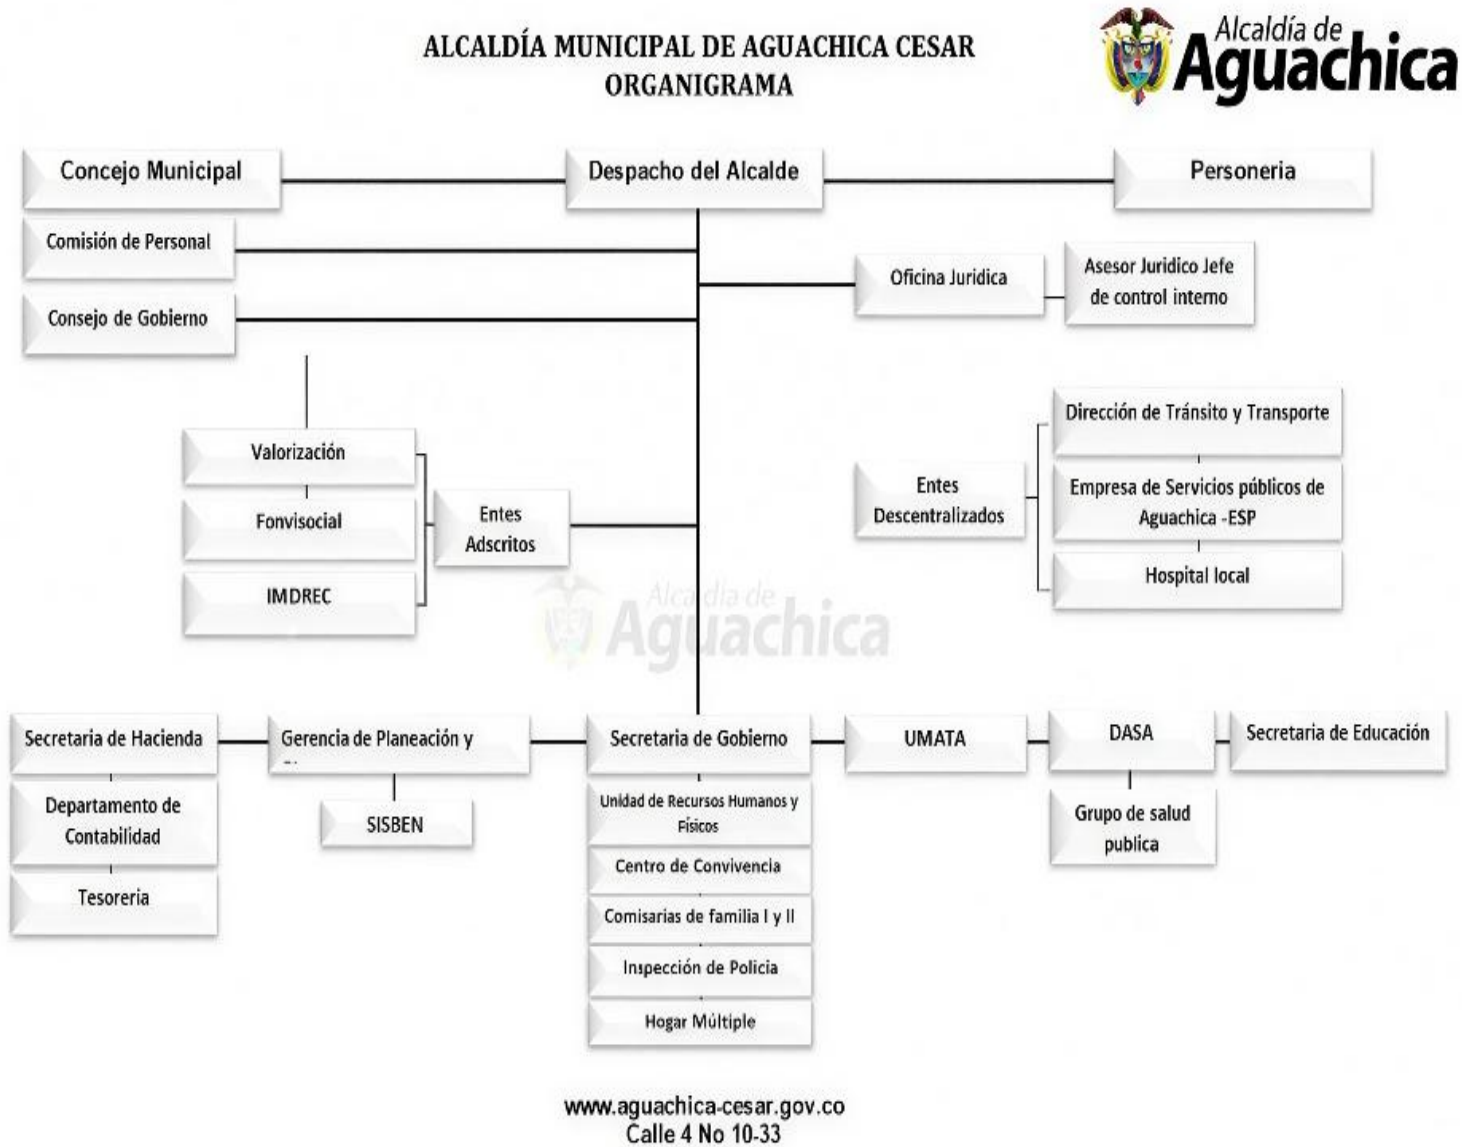 ALCALDÍA MUNICIPAL DE AGUACHICA CESAR
ORGANIGRAMA
Alcaldía de
Aguachica
Concejo Municipal
Despacho del Alcalde
Personeria
Comisión de Personal
Consejo de Gobierno
Oficina Juridica
Asesor Juridico Jefe
de control interno
Valorización
Fonvisocial
IMDREC
Entes
Adscritos
Entes
Descentralizados
Dirección de Tránsito y Transporte
Empresa de Servicios públicos de
Aguachica -ESP
Hospital local
Alcaldia de
Aguachica
Secretaria de Hacienda
Gerencia de Planeación y
Secretaria de Gobierno
UMATA
DASA
Secretaria de Educación
Departamento de
Contabilidad
Tesoreria
SISBEN
Unidad de Recursos Humanos y
Físicos
Centro de Convivencia
Comisarias de familia I y II
Inspección de Policia
Hogar Múltiple
Grupo de salud
publica
www.aguachica-cesar.gov.co
Calle 4 No 10-33